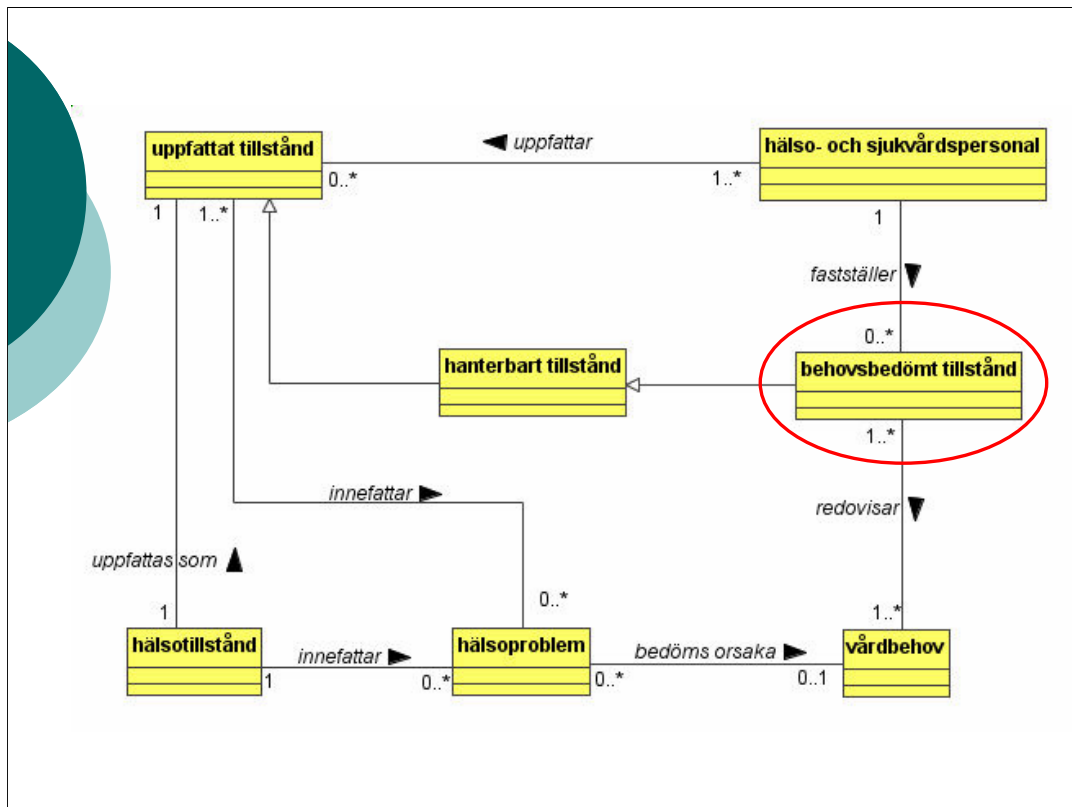 uppfattat tillstånd
uppfattar
hälso- och sjukvårdspersonal
0..*
1..*
1
1..*
1
fastställer
0..*
hanterbart tillstånd
behovsbedömt tillstånd
1..*
innefattar
redovisar
uppfattas som
1
0..*
1..*
hälsotillstånd
innefattar
hälsoproblem
bedöms orsaka
vårdbehov
1
0..*
0..*
0..1